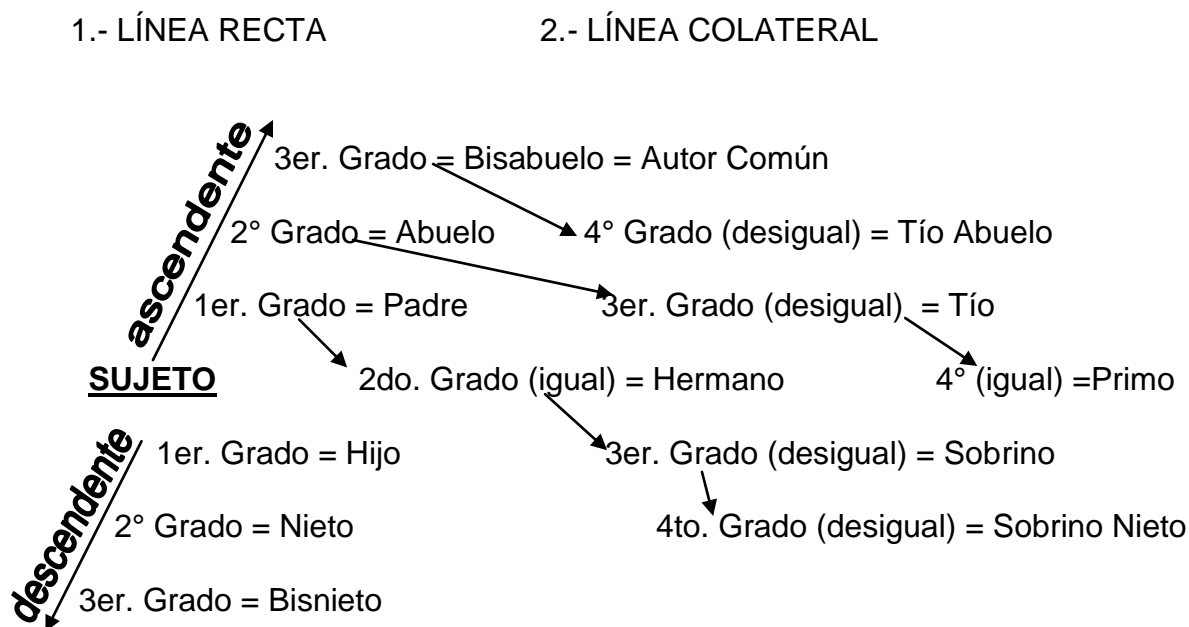 1.- LÍNEA RECTA 2.- LÍNEA COLATERAL
ascendente
3er. Grado = Bisabuelo = Autor Común
2° Grado = Abuelo 4° Grado (desigual) = Tío Abuelo
1er. Grado = Padre 3er. Grado (desigual) = Tío
SUJETO 2do. Grado (igual) = Hermano 4° (igual) =Primo
descendente
1er. Grado = Hijo 3er. Grado (desigual) = Sobrino
2° Grado = Nieto 4to. Grado (desigual) = Sobrino Nieto
3er. Grado = Bisnieto